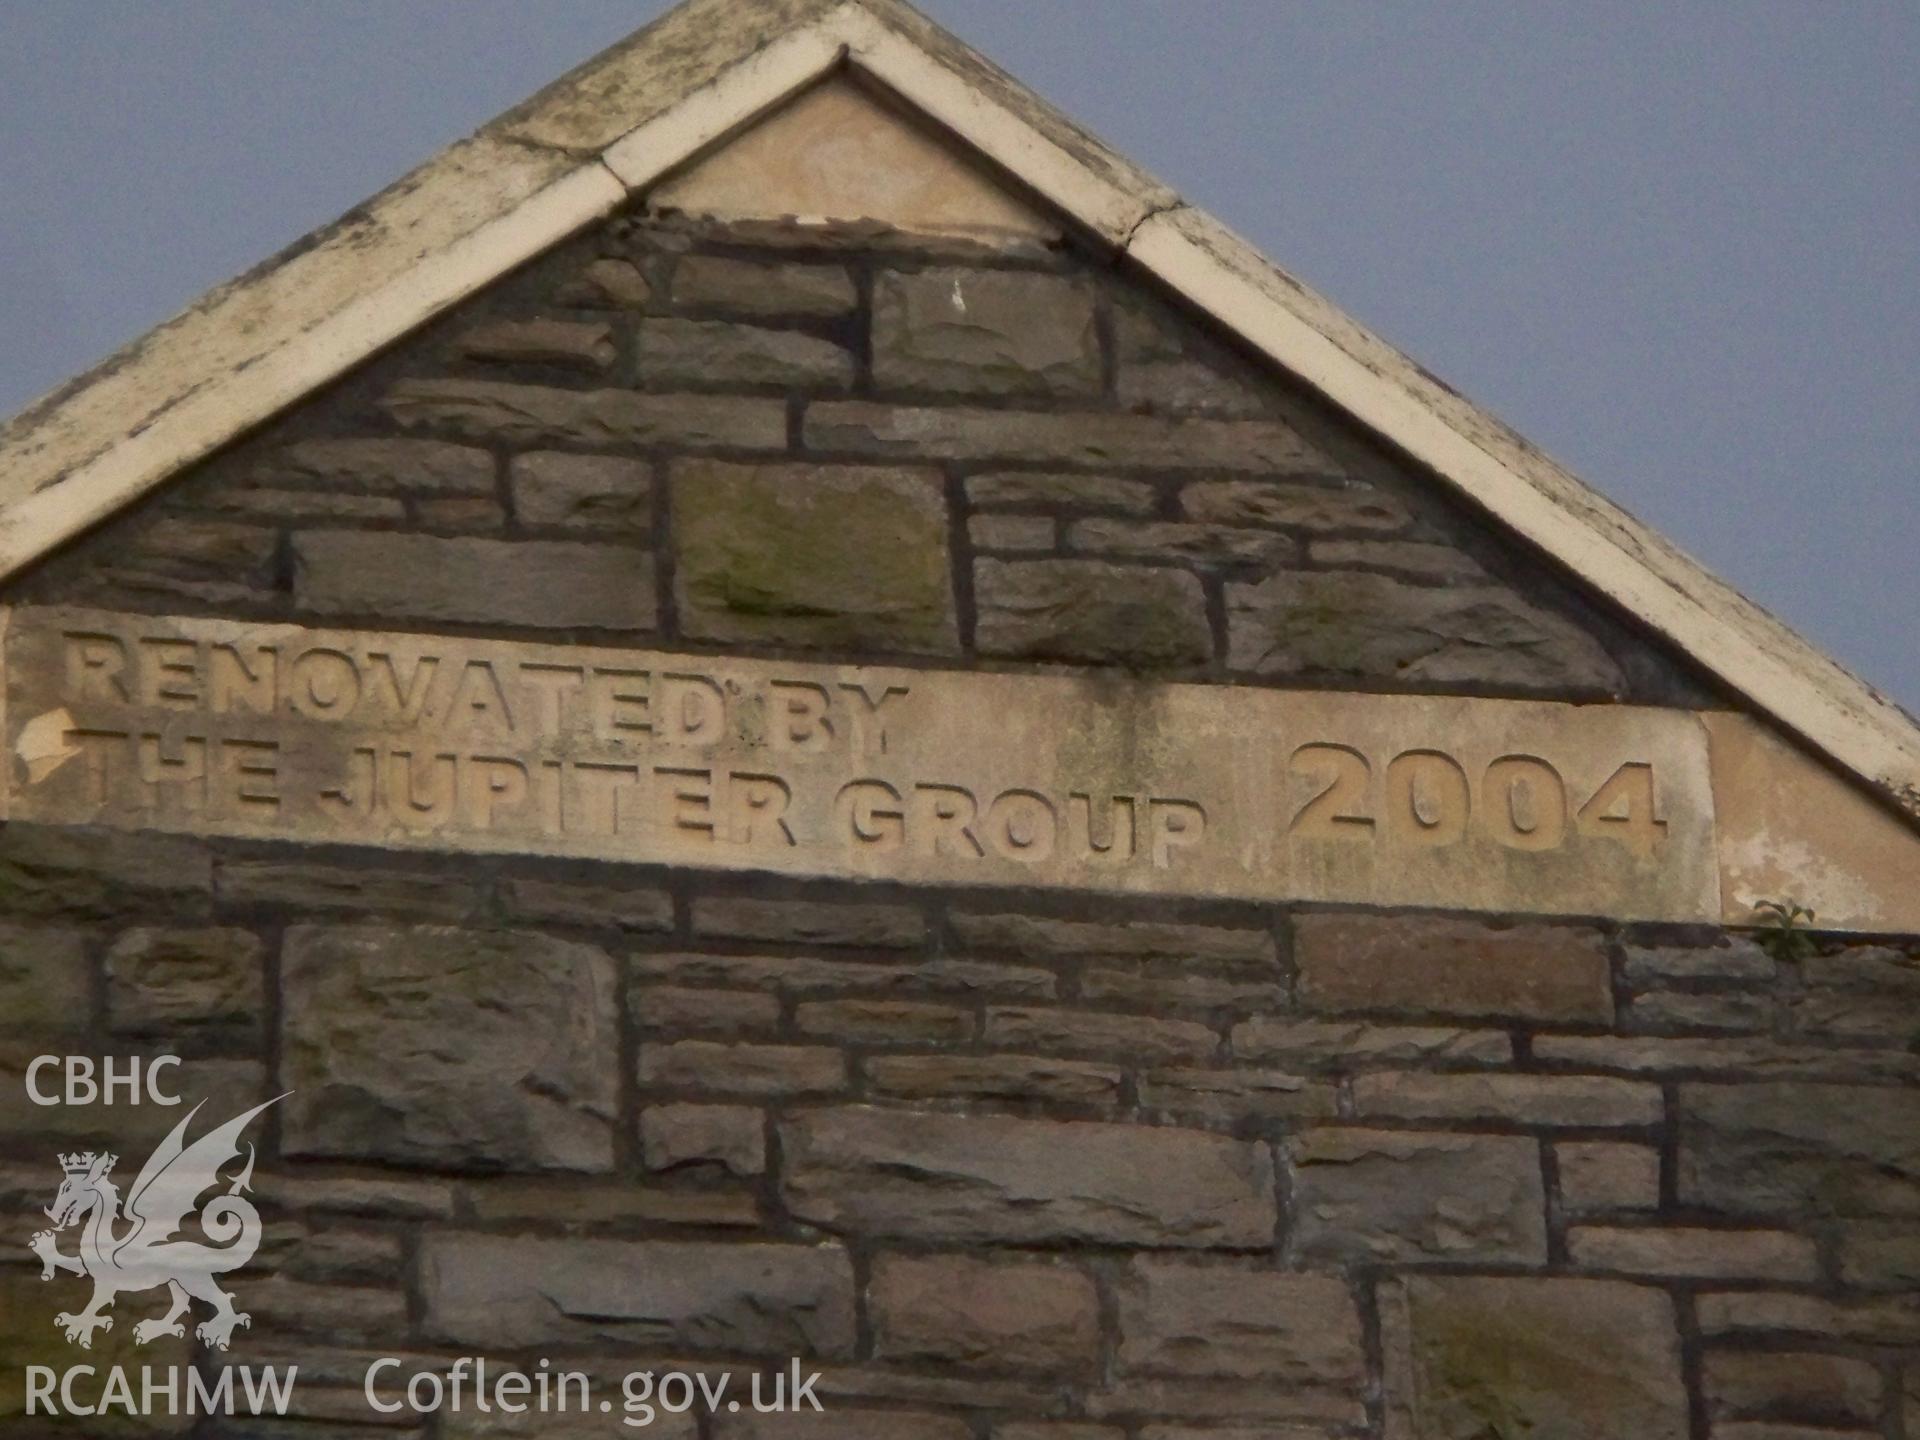 RENOVATED BY
THE JUPITER GROUP 2004
CBHC
RCAHMW Coflein.gov.uk